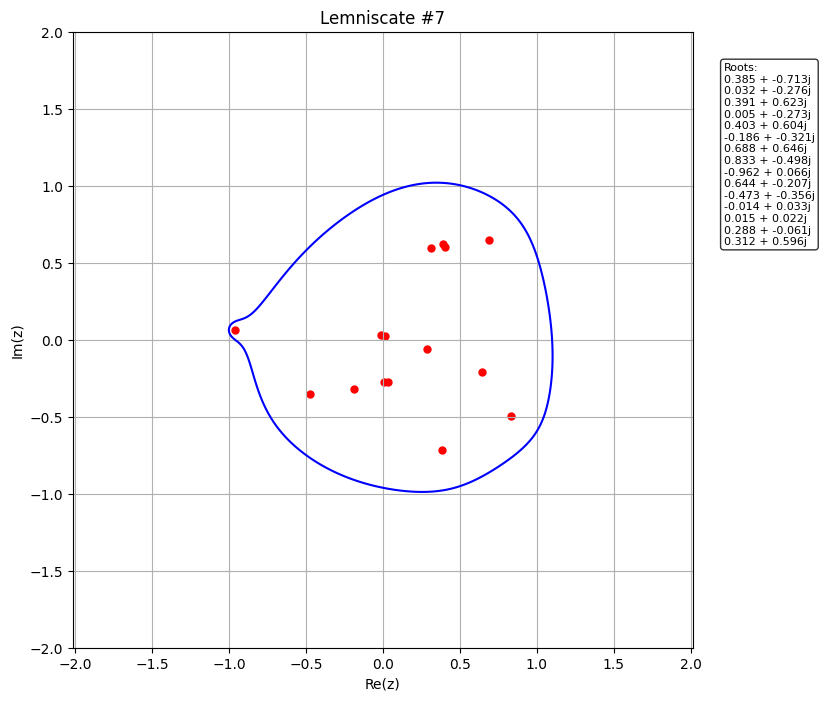 Lemniscate #7
2.0
1.5
1.0
0.5
0.0
−0.5
−1.0
−1.5
−2.0
Im(z)
−2.0 −1.5 −1.0 −0.5 0.0 0.5 1.0 1.5 2.0
Re(z)
Roots:
0.385 + -0.713j
0.032 + -0.276j
0.391 + 0.623j
0.005 + -0.273j
0.403 + 0.604j
-0.186 + -0.321j
0.688 + 0.646j
0.833 + -0.498j
-0.962 + 0.066j
0.644 + -0.207j
-0.473 + -0.356j
-0.014 + 0.033j
0.015 + 0.022j
0.288 + -0.061j
0.312 + 0.596j